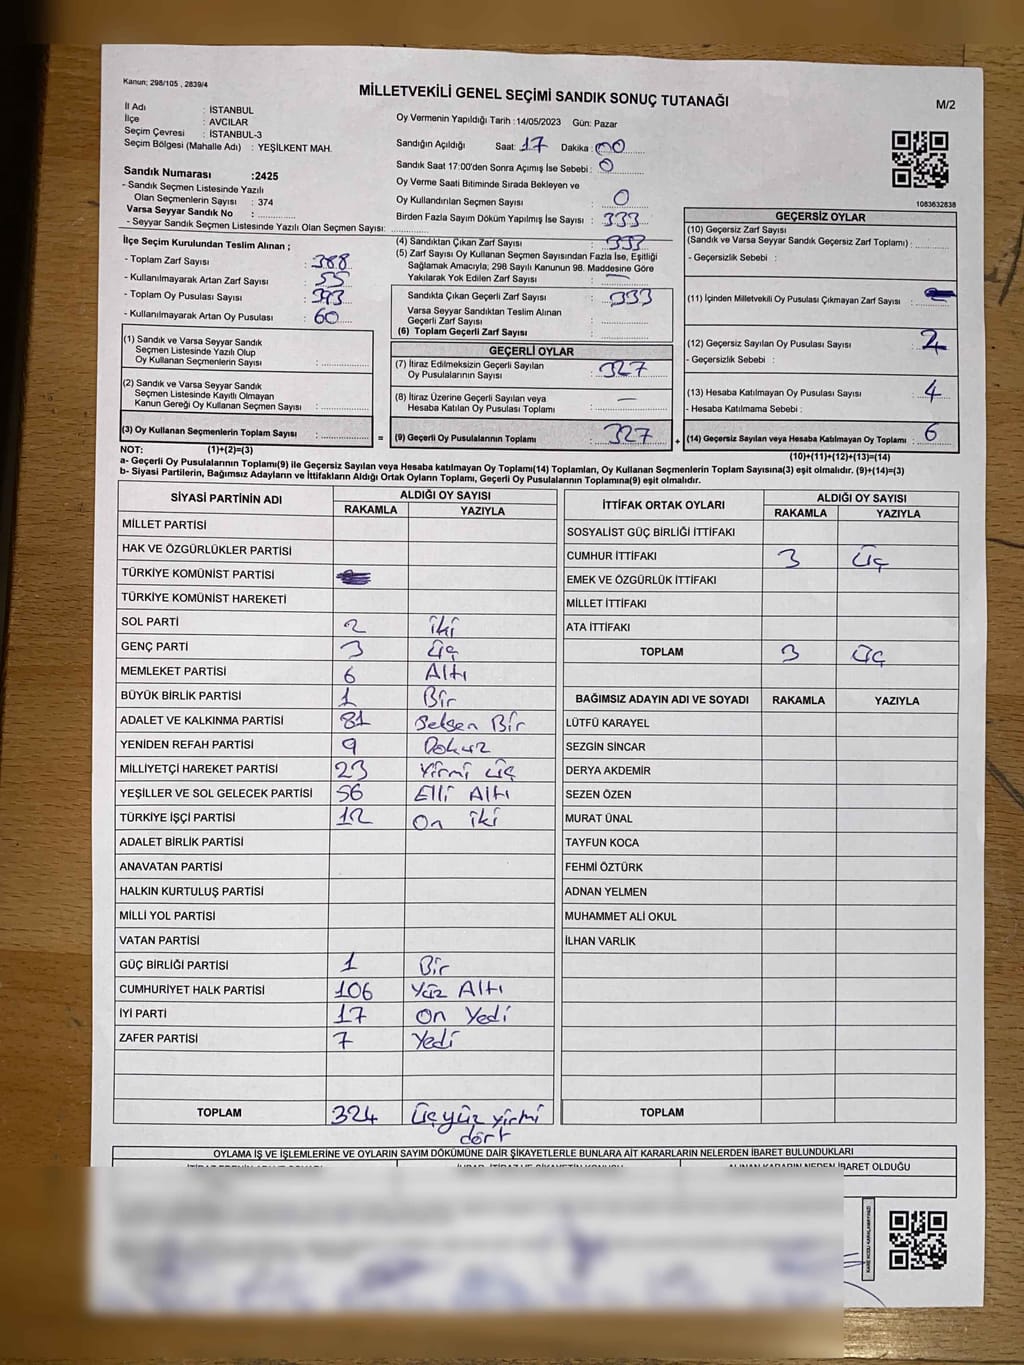 Kanun: 298/105 , 2839/4
MİLLETVEKİLİ GENEL SEÇİMİ SANDIK SONUÇ TUTANAĞI
M/2
İl Adı : İSTANBUL
İlçe : AVCILAR
Seçim Çevresi : İSTANBUL-3
Seçim Bölgesi (Mahalle Adı) : YEŞİLKENT MAH.
Sandık Numarası :2425
- Sandık Seçmen Listesinde Yazılı
Olan Seçmenlerin Sayısı : 374
Varsa Seyyar Sandık No :
- Seyyar Sandık Seçmen Listesinde Yazılı Olan Seçmen Sayısı:
Oy Vermenin Yapıldığı Tarih :14/05/2023 Gün: Pazar
Sandığın Açıldığı Saat: 17 Dakika: 00
Sandık Saat 17:00'den Sonra Açımış İse Sebebi : 0
Oy Verme Saati Bitiminde Sırada Bekleyen ve
Oy Kullandırılan Seçmen Sayısı : 0
Birden Fazla Sayım Döküm Yapılmış İse Sayısı : 333
1083632838
İlçe Seçim Kurulundan Teslim Alınan ;
- Toplam Zarf Sayısı : 388
- Kullanılmayarak Artan Zarf Sayısı : 55
- Toplam Oy Pusulası Sayısı : 393
- Kullanılmayarak Artan Oy Pusulası : 60
(1) Sandık ve Varsa Seyyar Sandık
Seçmen Listesinde Yazılı Olup
Oy Kullanan Seçmenlerin Sayısı :
(2) Sandık ve Varsa Seyyar Sandık
Seçmen Listesinde Kayıtlı Olmayan
Kanun Gereği Oy Kullanan Seçmen Sayısı :
(3) Oy Kullanan Seçmenlerin Toplam Sayısı : =
(4) Sandıktan Çıkan Zarf Sayısı : 333
(5) Zarf Sayısı Oy Kullanan Seçmen Sayısından Fazla İse, Eşitliği
Sağlamak Amacıyla; 298 Sayılı Kanunun 98. Maddesine Göre
Yakılarak Yok Edilen Zarf Sayısı : —
Sandıkta Çıkan Geçerli Zarf Sayısı : 333
Varsa Seyyar Sandıktan Teslim Alınan
Geçerli Zarf Sayısı :
(6) Toplam Geçerli Zarf Sayısı :
GEÇERLİ OYLAR
(7) İtiraz Edilmeksizin Geçerli Sayılan
Oy Pusulalarının Sayısı : 327
(8) İtiraz Üzerine Geçerli Sayılan veya
Hesaba Katılan Oy Pusulası Toplamı : —
(9) Geçerli Oy Pusulalarının Toplamı : 327 +
GEÇERSİZ OYLAR
(10) Geçersiz Zarf Sayısı
(Sandık ve Varsa Seyyar Sandık Geçersiz Zarf Toplamı) :
- Geçersizlik Sebebi :
(11) İçinden Milletvekili Oy Pusulası Çıkmayan Zarf Sayısı :
(12) Geçersiz Sayılan Oy Pusulası Sayısı : 2
- Geçersizlik Sebebi :
(13) Hesaba Katılmayan Oy Pusulası Sayısı : 4
- Hesaba Katılmama Sebebi :
(14) Geçersiz Sayılan veya Hesaba Katılmayan Oy Toplamı : 6
NOT: (1)+(2)=(3)
(10)+(11)+(12)+(13)=(14)
a- Geçerli Oy Pusulalarının Toplamı(9) ile Geçersiz Sayılan veya Hesaba katılmayan Oy Toplamı(14) Toplamları, Oy Kullanan Seçmenlerin Toplam Sayısına(3) eşit olmalıdır. (9)+(14)=(3)
b- Siyasi Partilerin, Bağımsız Adayların ve İttifakların Aldığı Ortak Oyların Toplamı, Geçerli Oy Pusulalarının Toplamına(9) eşit olmalıdır.
SİYASİ PARTİNİN ADI ALDIĞI OY SAYISI
RAKAMLA YAZIYLA
MİLLET PARTİSİ
HAK VE ÖZGÜRLÜKLER PARTİSİ
TÜRKİYE KOMÜNİST PARTİSİ
TÜRKİYE KOMÜNİST HAREKETİ
SOL PARTİ 2 iki
GENÇ PARTİ 3 üç
MEMLEKET PARTİSİ 6 Altı
BÜYÜK BİRLİK PARTİSİ 1 Bir
ADALET VE KALKINMA PARTİSİ 81 Seksen Bir
YENİDEN REFAH PARTİSİ 9 Dokuz
MİLLİYETÇİ HAREKET PARTİSİ 23 Yirmi üç
YEŞİLLER VE SOL GELECEK PARTİSİ 56 Elli Altı
TÜRKİYE İŞÇİ PARTİSİ 12 On iki
ADALET BİRLİK PARTİSİ
ANAVATAN PARTİSİ
HALKIN KURTULUŞ PARTİSİ
MİLLİ YOL PARTİSİ
VATAN PARTİSİ
GÜÇ BİRLİĞİ PARTİSİ 1 Bir
CUMHURİYET HALK PARTİSİ 106 Yüz Altı
İYİ PARTİ 17 On Yedi
ZAFER PARTİSİ 7 Yedi
TOPLAM 324 Üçyüz yirmi
dört
İTTİFAK ORTAK OYLARI ALDIĞI OY SAYISI
RAKAMLA YAZIYLA
SOSYALİST GÜÇ BİRLİĞİ İTTİFAKI
CUMHUR İTTİFAKI 3 Üç
EMEK VE ÖZGÜRLÜK İTTİFAKI
MİLLET İTTİFAKI
ATA İTTİFAKI
TOPLAM 3 Üç
BAĞIMSIZ ADAYIN ADI VE SOYADI RAKAMLA YAZIYLA
LÜTFÜ KARAYEL
SEZGİN SİNCAR
DERYA AKDEMİR
SEZEN ÖZEN
MURAT ÜNAL
TAYFUN KOCA
FEHMİ ÖZTÜRK
ADNAN YELMEN
MUHAMMET ALİ OKUL
İLHAN VARLIK
TOPLAM
OYLAMA İŞ VE İŞLEMLERİNE VE OYLARIN SAYIM DÖKÜMÜNE DAİR ŞİKAYETLERLE BUNLARA AİT KARARLARIN NELERDEN İBARET BULUNDUKLARI
ALINAN KARARIN NEDEN İBARET OLDUĞU
KARE KODU KARALAMAYINIZ